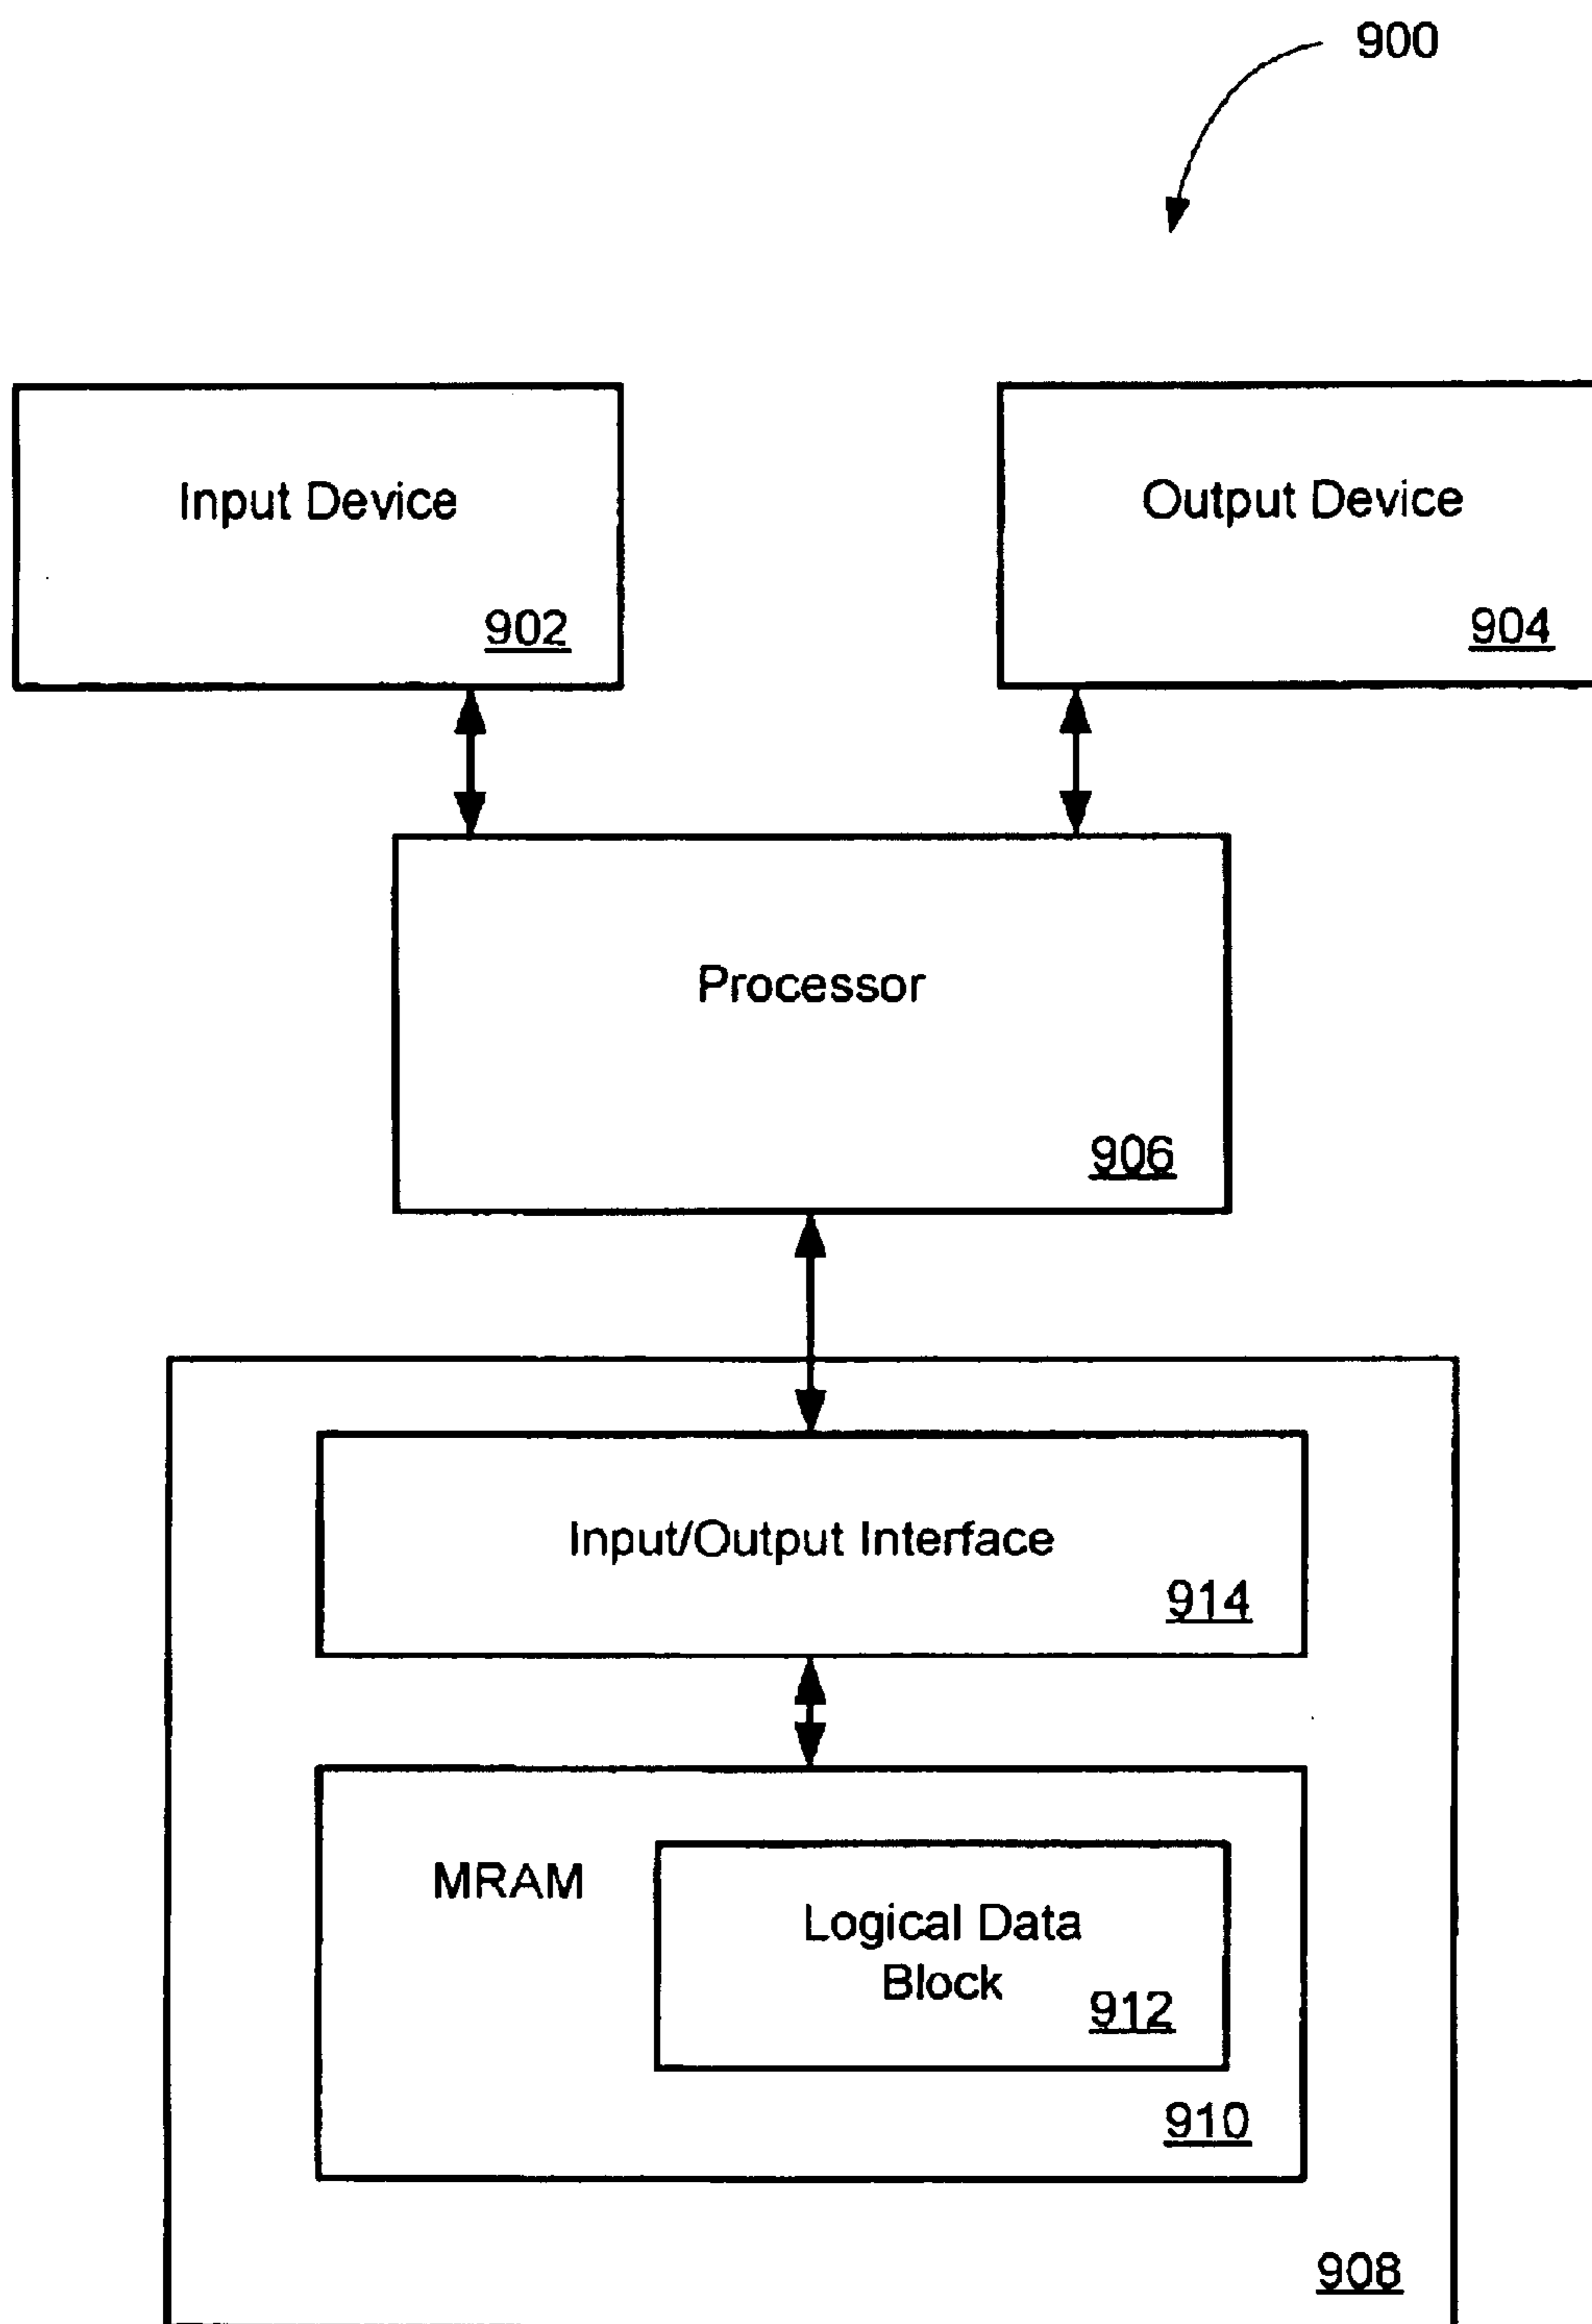 900
Input Device
902
Output Device
904
Processor
906
Input/Output Interface
914
MRAM
Logical Data
Block
912
910
908